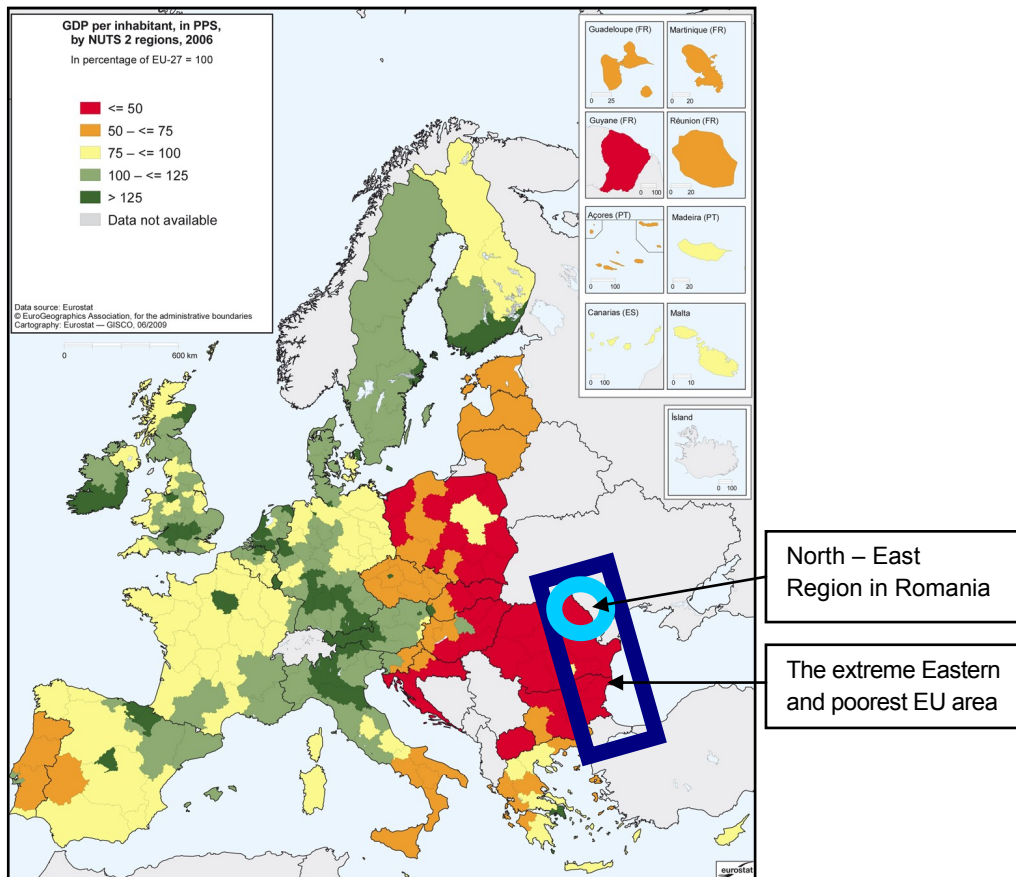 GDP per inhabitant, in PPS,
by NUTS 2 regions, 2006
In percentage of EU-27 = 100
<= 50
50 – <= 75
75 – <= 100
100 – <= 125
> 125
Data not available
Data source: Eurostat
© EuroGeographics Association, for the administrative boundaries
Cartography: Eurostat — GISCO, 06/2009
0 600 km
Guadeloupe (FR)
0 25
Martinique (FR)
0 20
Guyane (FR)
0 100
Réunion (FR)
0 20
Açores (PT)
0 100
Madeira (PT)
0 20
Canarias (ES)
0 100
Malta
0 10
Ísland
0 100
North – East
Region in Romania
The extreme Eastern
and poorest EU area
eurostat